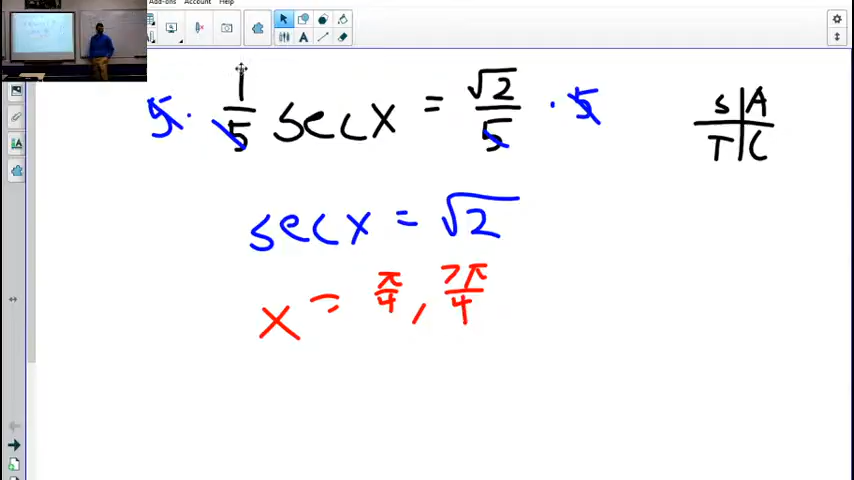 Add-ons Account Help
5 · 1/5 sec x = √2/5 · 5
S A
T C
sec x = √2
x = π/4, 7π/4